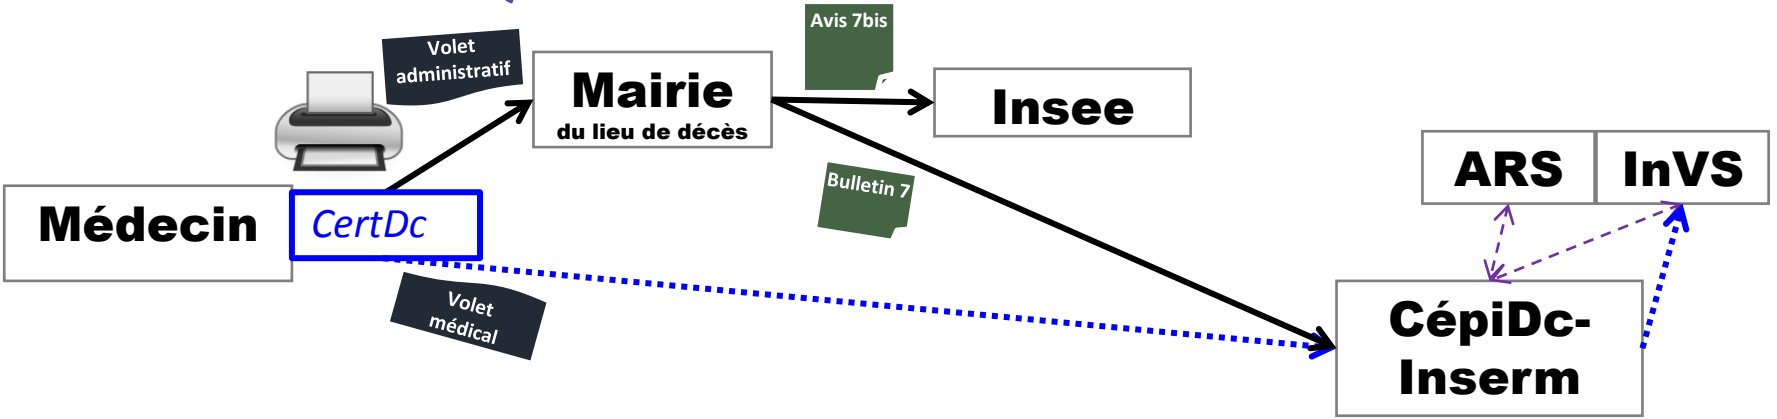 Avis 7bis
Volet
administratif
Mairie
du lieu de décès
Insee
ARS
InVS
Bulletin 7
Médecin
CertDc
Volet
médical
CépiDc-
Inserm